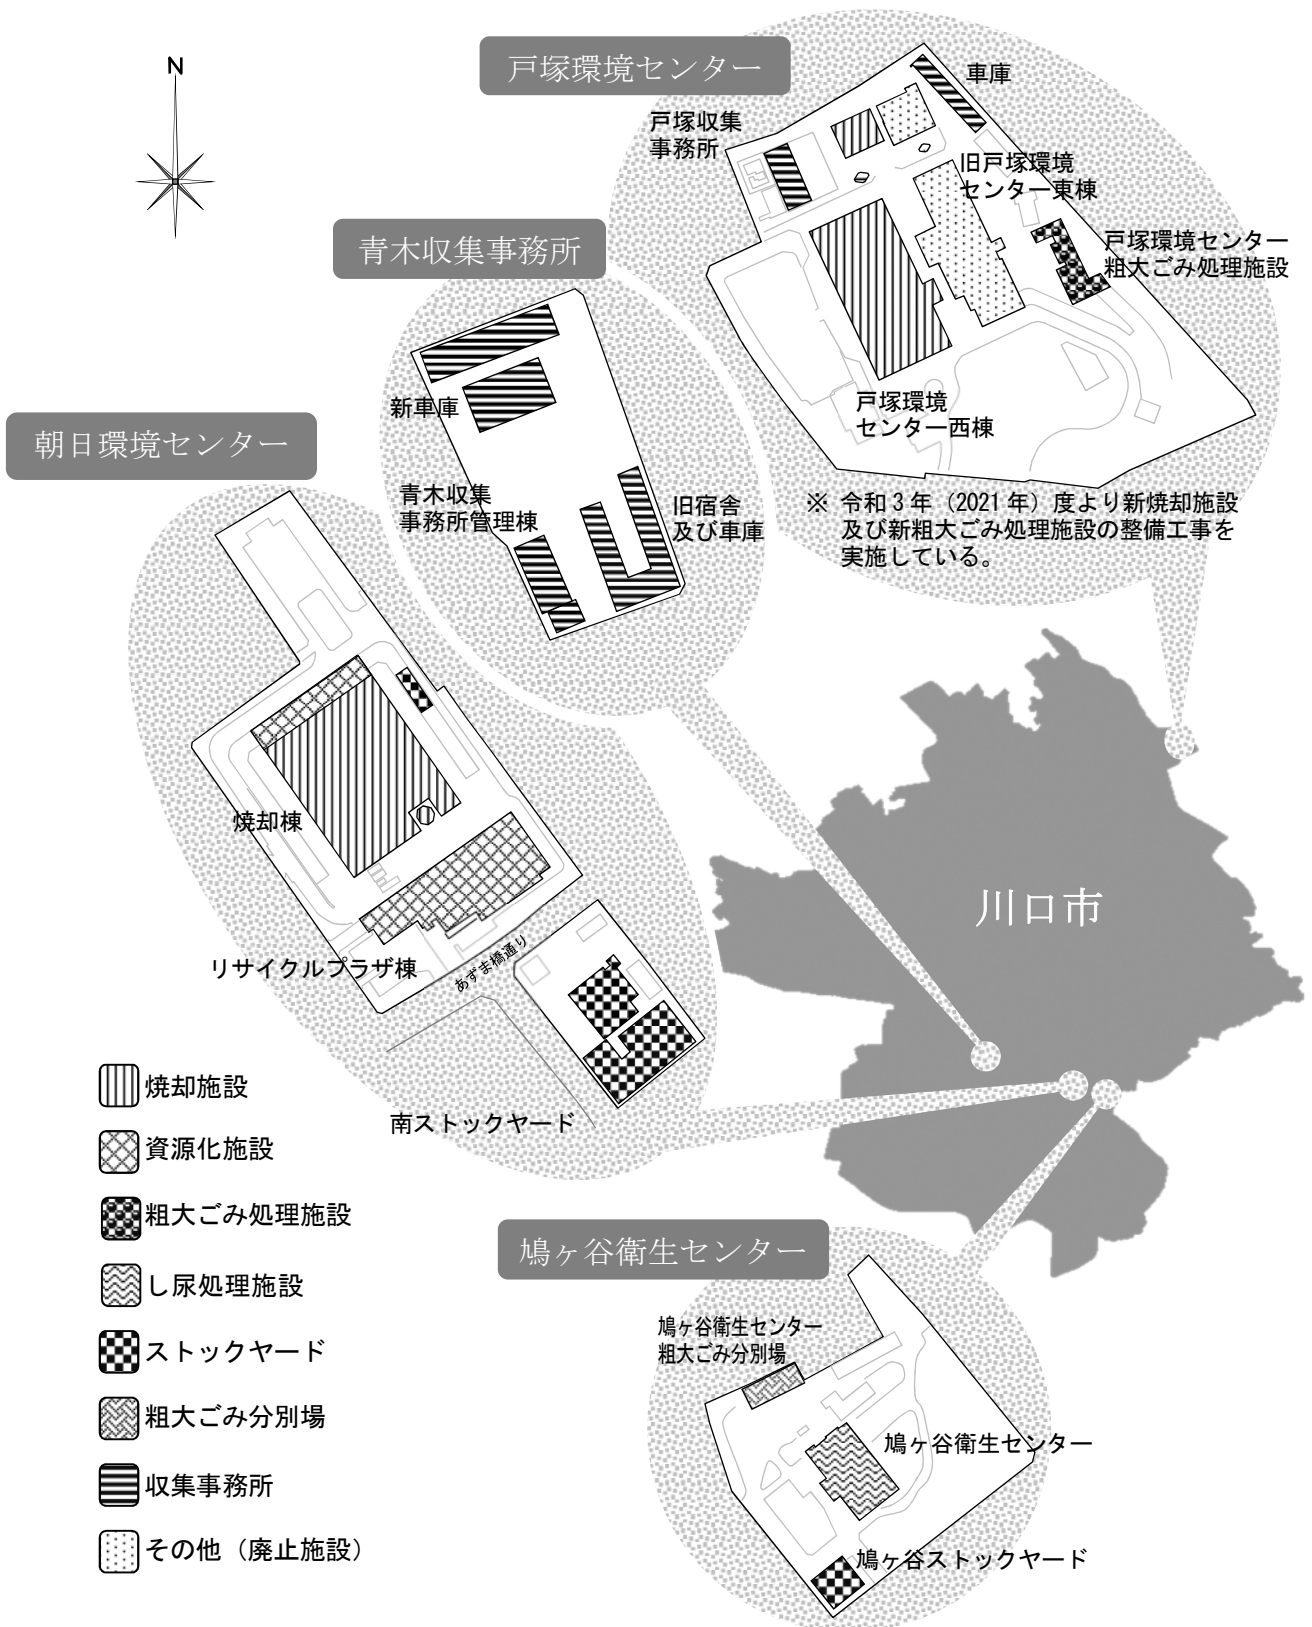 N
戸塚環境センター
車庫
戸塚収集
事務所
旧戸塚環境
センター東棟
戸塚環境センター
粗大ごみ処理施設
戸塚環境
センター西棟
※ 令和3年（2021年）度より新焼却施設
及び新粗大ごみ処理施設の整備工事を
実施している。
青木収集事務所
新車庫
青木収集
事務所管理棟
旧宿舎
及び車庫
朝日環境センター
焼却棟
リサイクルプラザ棟
あずま橋通り
南ストックヤード
川口市
鳩ヶ谷衛生センター
鳩ヶ谷衛生センター
粗大ごみ分別場
鳩ヶ谷衛生センター
鳩ヶ谷ストックヤード
焼却施設
資源化施設
粗大ごみ処理施設
し尿処理施設
ストックヤード
粗大ごみ分別場
収集事務所
その他（廃止施設）